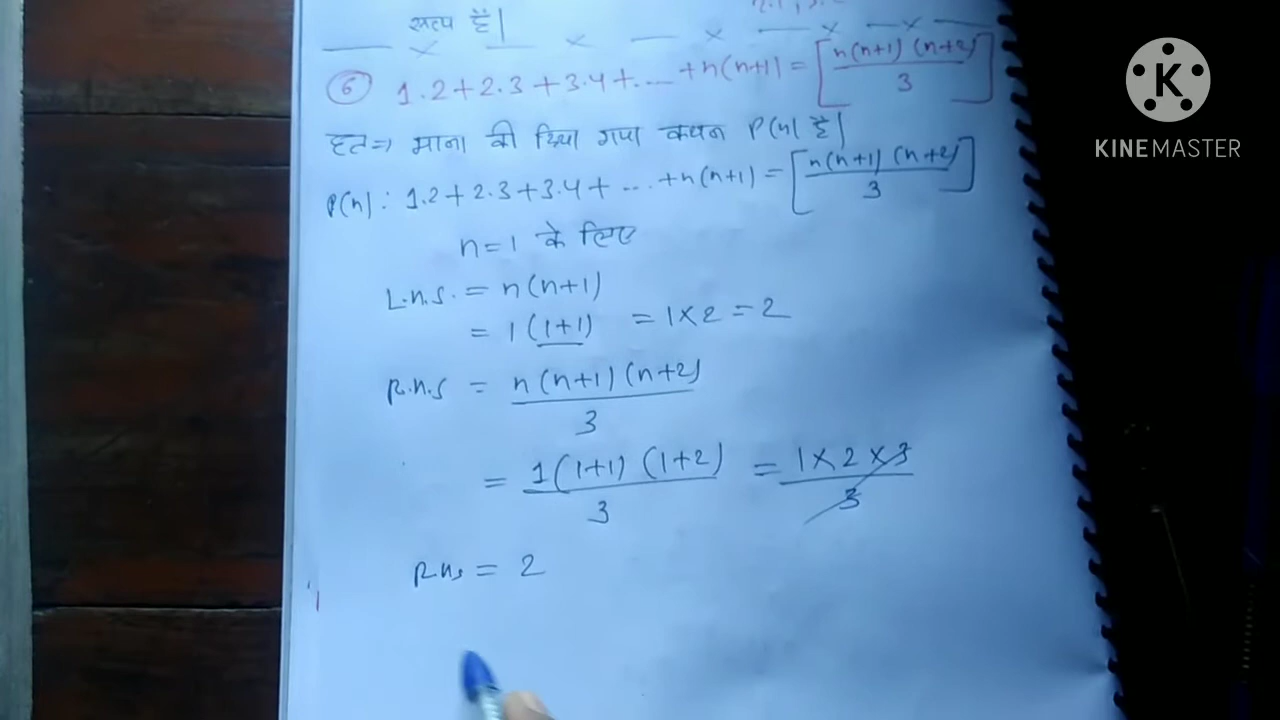 सत्य है|
⑥ 1.2+2.3+3.4+.... +n(n+1) = [n(n+1)(n+2)/3]
हल⇒ माना की दिया गया कथन P(n) है|
P(n): 1.2+2.3+3.4+ ...+n(n+1) = [n(n+1)(n+2)/3]
n=1 के लिए
L.H.S. = n(n+1)
= 1(1+1) = 1×2 = 2
R.H.S = n(n+1)(n+2)/3
= 1(1+1)(1+2)/3 = 1×2×3/3
R.H.S = 2
K
KINEMASTER